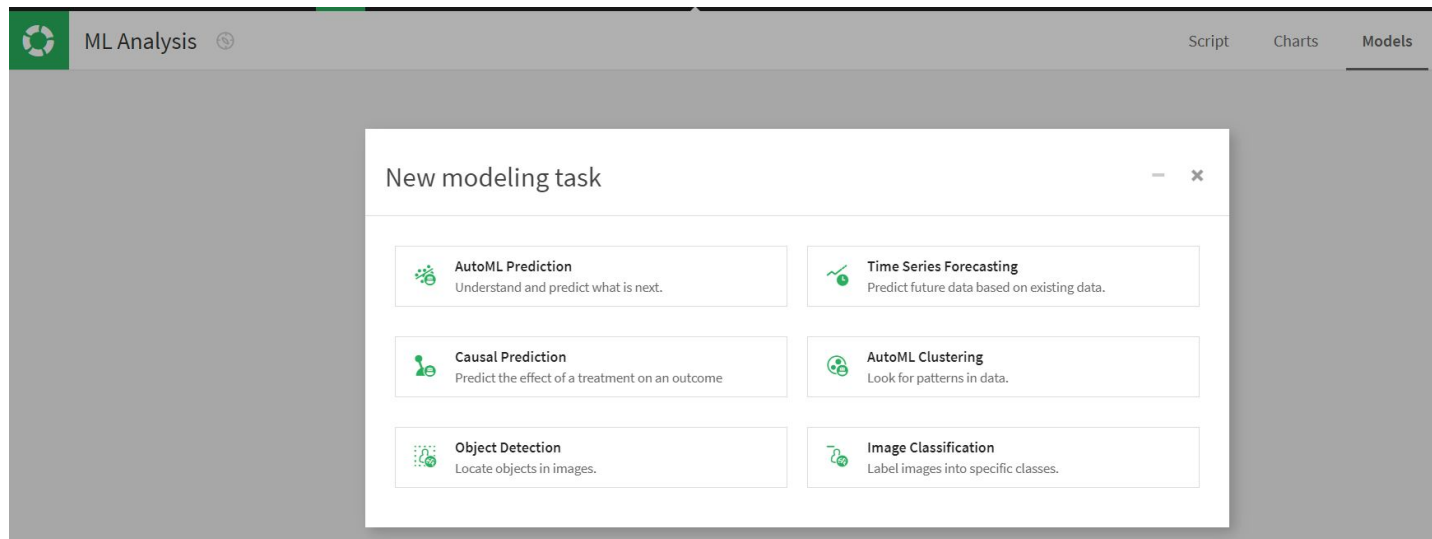 ML Analysis
Script
Charts
Models
New modeling task
AutoML Prediction
Understand and predict what is next.
Time Series Forecasting
Predict future data based on existing data.
Causal Prediction
Predict the effect of a treatment on an outcome
AutoML Clustering
Look for patterns in data.
Object Detection
Locate objects in images.
Image Classification
Label images into specific classes.